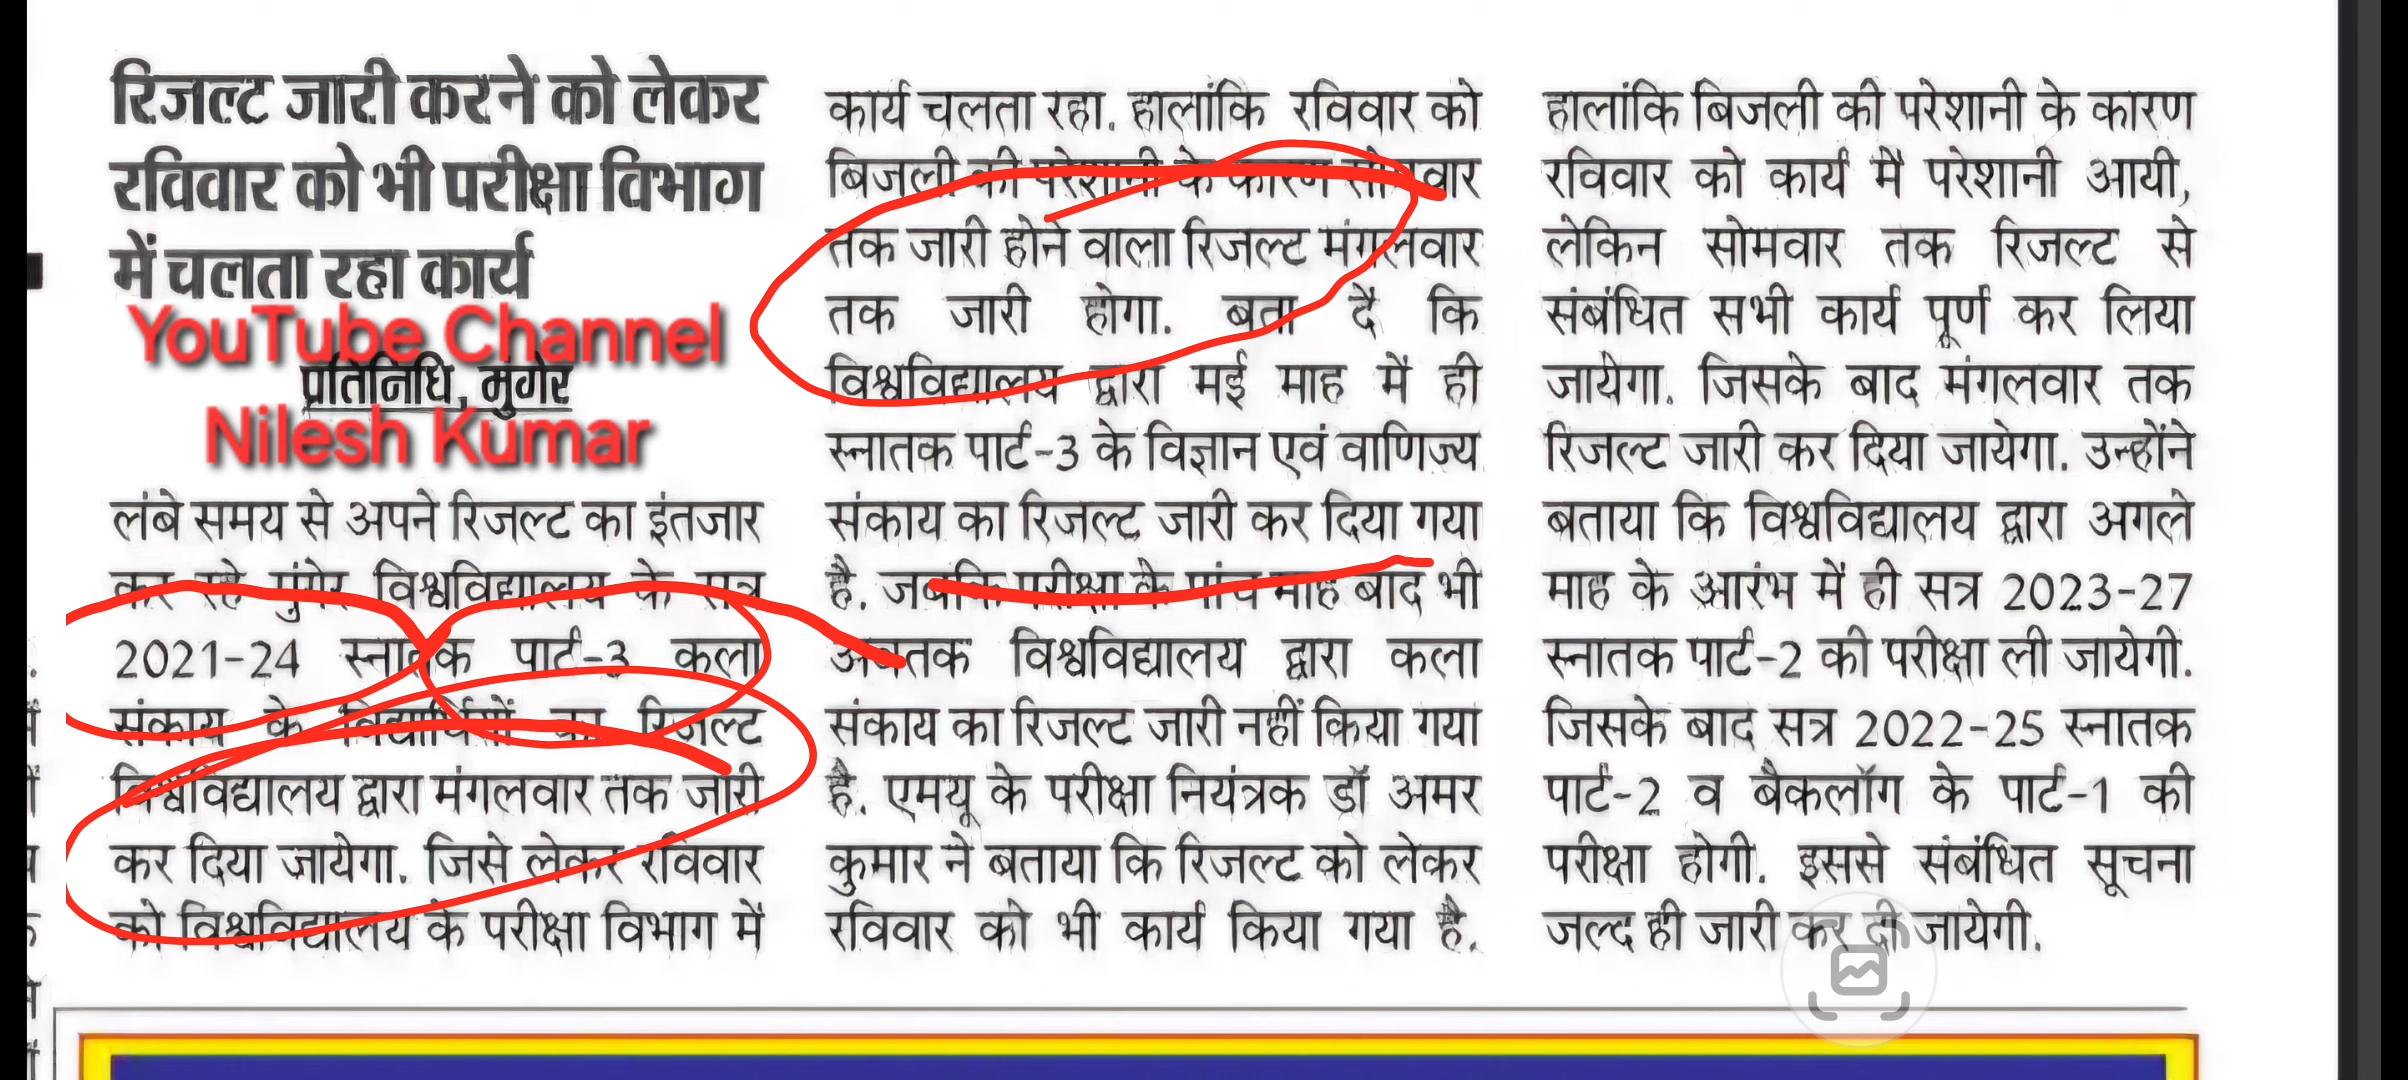 रिजल्ट जारी करने को लेकर
रविवार को भी परीक्षा विभाग
में चलता रहा कार्य
YouTube Channel
प्रतिनिधि, मुंगेर
Nilesh Kumar
लंबे समय से अपने रिजल्ट का इंतजार
कर रहे मुंगेर विश्वविद्यालय के सत्र
2021-24 स्नातक पार्ट-3 कला
संकाय के विद्यार्थियों का रिजल्ट
विश्वविद्यालय द्वारा मंगलवार तक जारी
कर दिया जायेगा. जिसे लेकर रविवार
को विश्वविद्यालय के परीक्षा विभाग में
कार्य चलता रहा. हालांकि रविवार को
बिजली की परेशानी के कारण सोमवार
तक जारी होने वाला रिजल्ट मंगलवार
तक जारी होगा. बता दें कि
विश्वविद्यालय द्वारा मई माह में ही
स्नातक पार्ट-3 के विज्ञान एवं वाणिज्य
संकाय का रिजल्ट जारी कर दिया गया
है. जबकि परीक्षा के पांच माह बाद भी
अबतक विश्वविद्यालय द्वारा कला
संकाय का रिजल्ट जारी नहीं किया गया
है. एमयू के परीक्षा नियंत्रक डॉ अमर
कुमार ने बताया कि रिजल्ट को लेकर
रविवार को भी कार्य किया गया है.
हालांकि बिजली की परेशानी के कारण
रविवार को कार्य में परेशानी आयी,
लेकिन सोमवार तक रिजल्ट से
संबंधित सभी कार्य पूर्ण कर लिया
जायेगा. जिसके बाद मंगलवार तक
रिजल्ट जारी कर दिया जायेगा. उन्होंने
बताया कि विश्वविद्यालय द्वारा अगले
माह के आरंभ में ही सत्र 2023-27
स्नातक पार्ट-2 की परीक्षा ली जायेगी.
जिसके बाद सत्र 2022-25 स्नातक
पार्ट-2 व बैकलॉग के पार्ट-1 की
परीक्षा होगी. इससे संबंधित सूचना
जल्द ही जारी कर दी जायेगी.